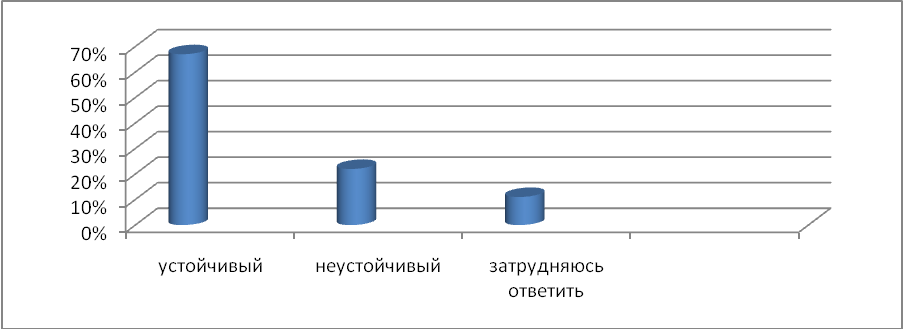 70%
60%
50%
40%
30%
20%
10%
0%
устойчивый
неустойчивый
затрудняюсь
ответить